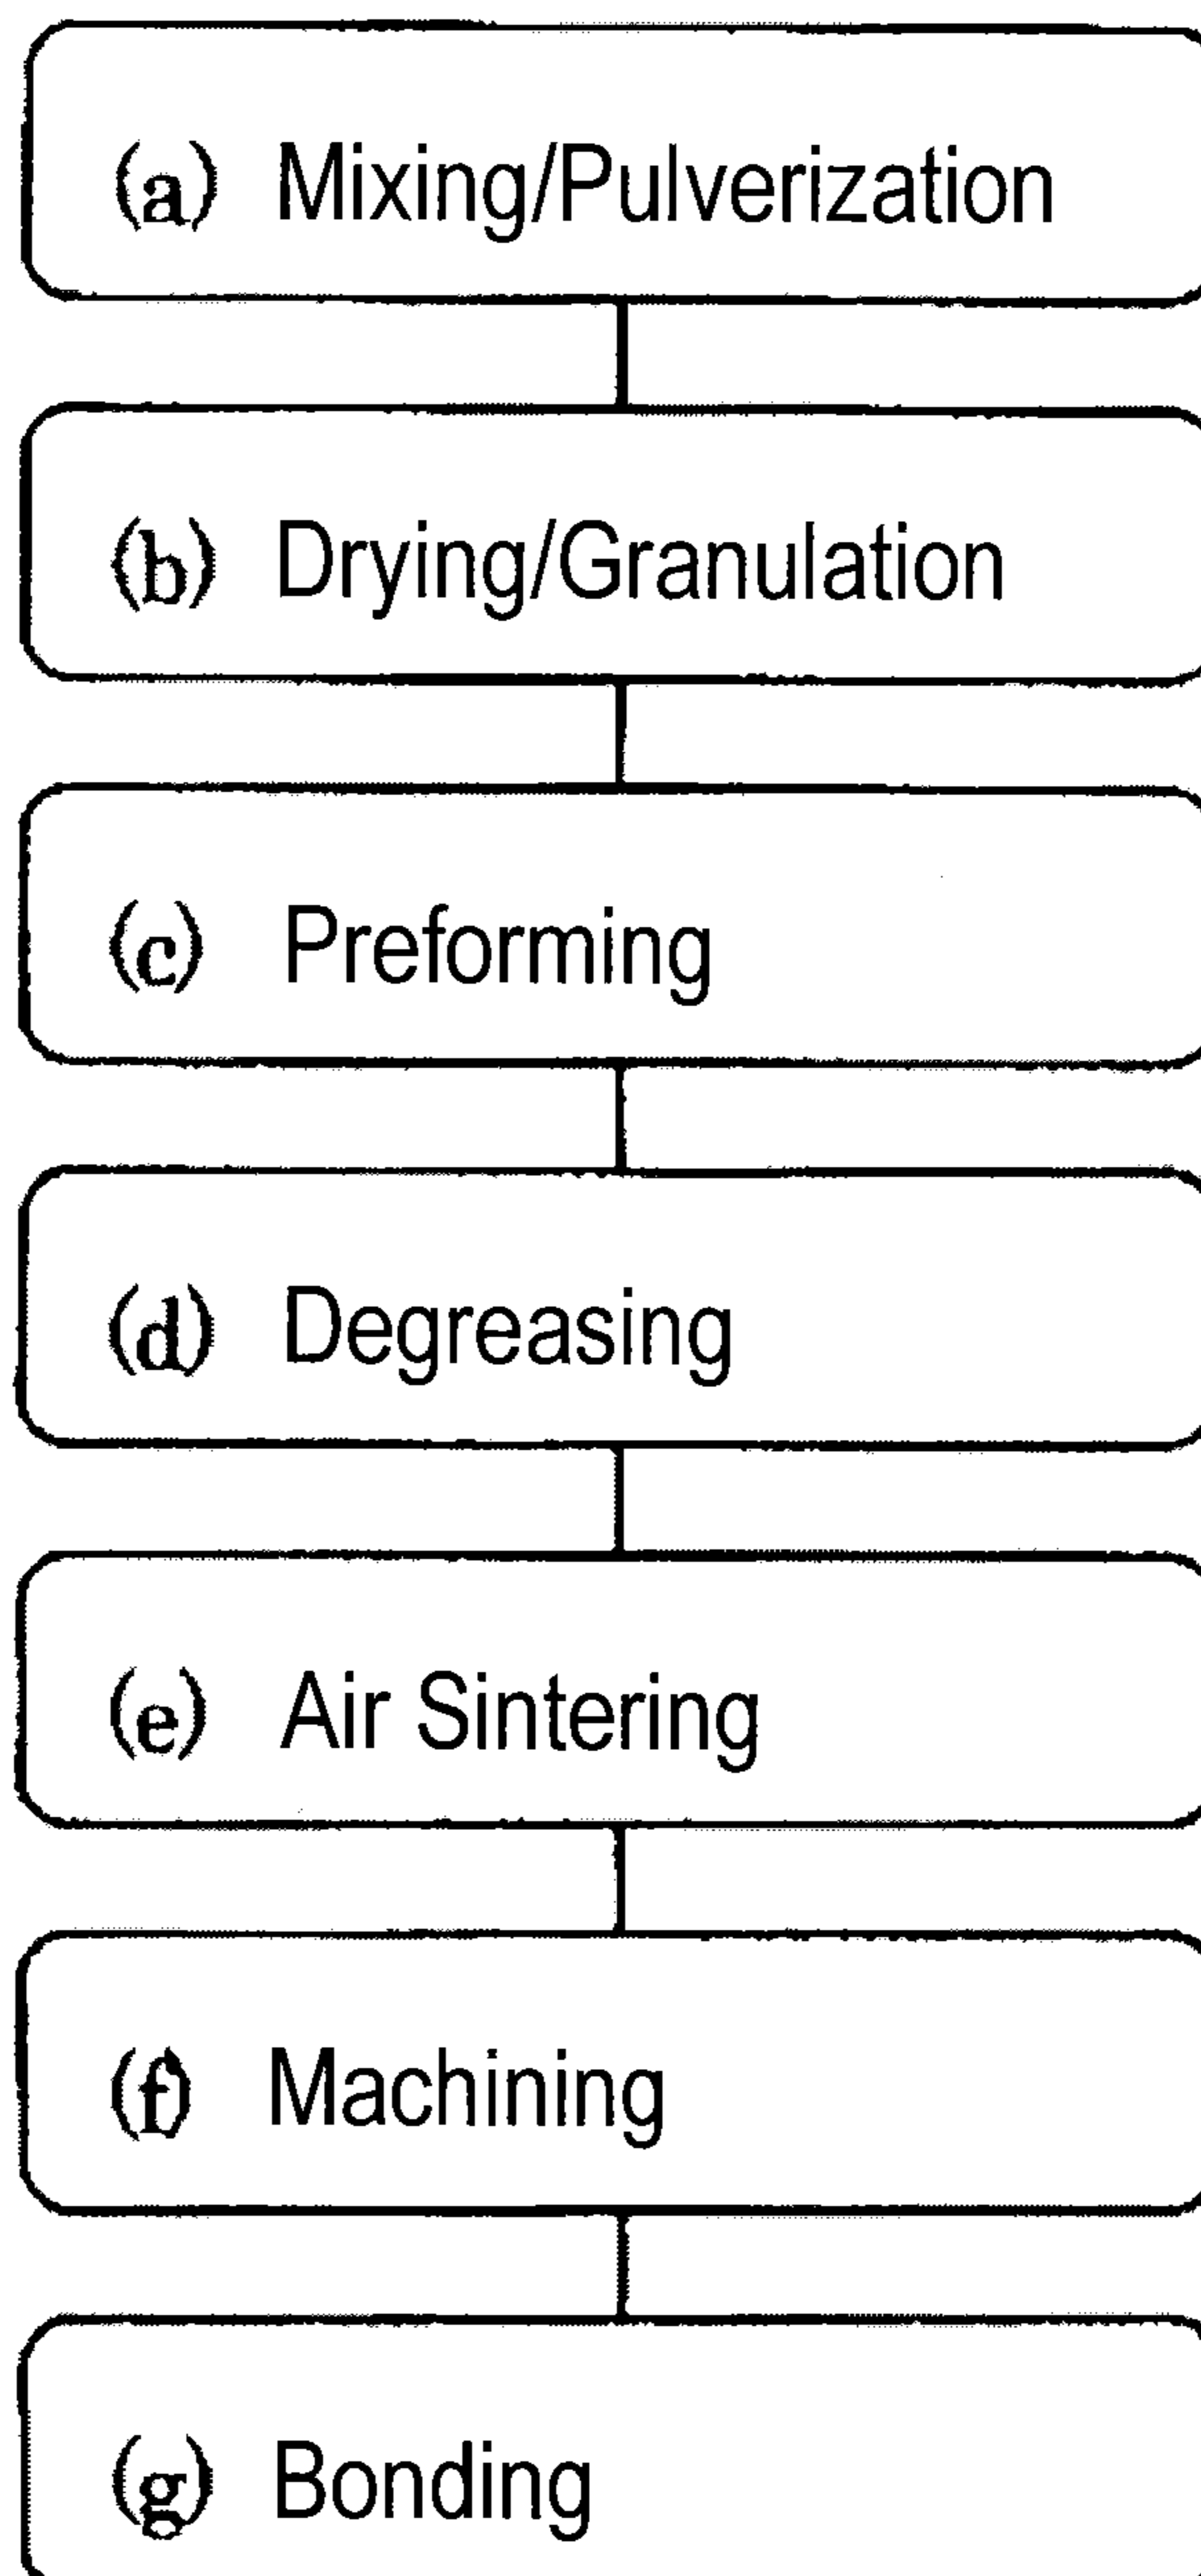 (a) Mixing/Pulverization
(b) Drying/Granulation
(c) Preforming
(d) Degreasing
(e) Air Sintering
(f) Machining
(g) Bonding